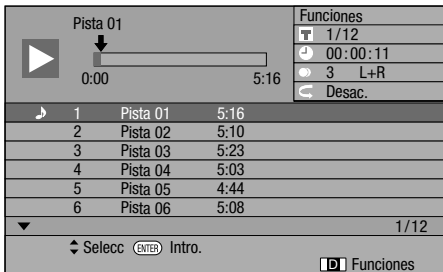 Pista 01
0:00 5:16
Funciones
T 1/12
00:00:11
3 L+R
Desac.
1 Pista 01 5:16
2 Pista 02 5:10
3 Pista 03 5:23
4 Pista 04 5:03
5 Pista 05 4:44
6 Pista 06 5:08
1/12
Selecc ENTER Intro.
D Funciones